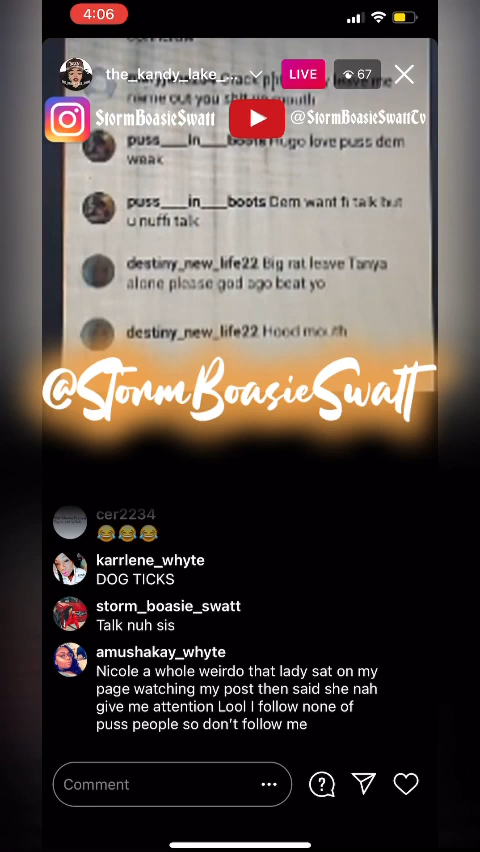 4:06
the_kandy_lake_...
LIVE
67
name out you
StormBoasieSwatt
@StormBoasieSwattTv
puss___in___boots Hugo love puss dem
weak
puss___in___boots Dem want fi talk but
u nuffi talk
destiny_new_life22 Big rat leave Tanya
alone please god ago beat yo
destiny_new_life22 Hood mouth
@StormBoasieSwatt
cer2234
😂😂😂
karrlene_whyte
DOG TICKS
storm_boasie_swatt
Talk nuh sis
amushakay_whyte
Nicole a whole weirdo that lady sat on my
page watching my post then said she nah
give me attention Lool I follow none of
puss people so don't follow me
Comment